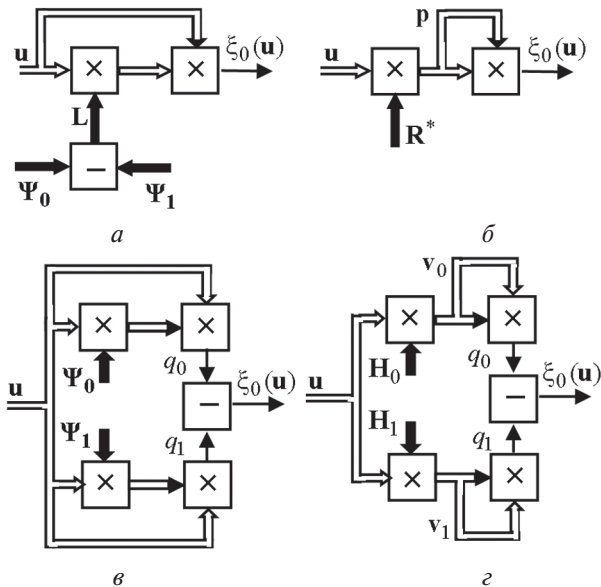 u × × ξ₀(u)
L
−
Ψ₀ Ψ₁
а
p
u × × ξ₀(u)
R*
б
× ×
Ψ₀ q₀
u − ξ₀(u)
Ψ₁ q₁
× ×
в
v₀
× ×
H₀ q₀
u − ξ₀(u)
H₁ q₁
× ×
v₁
г